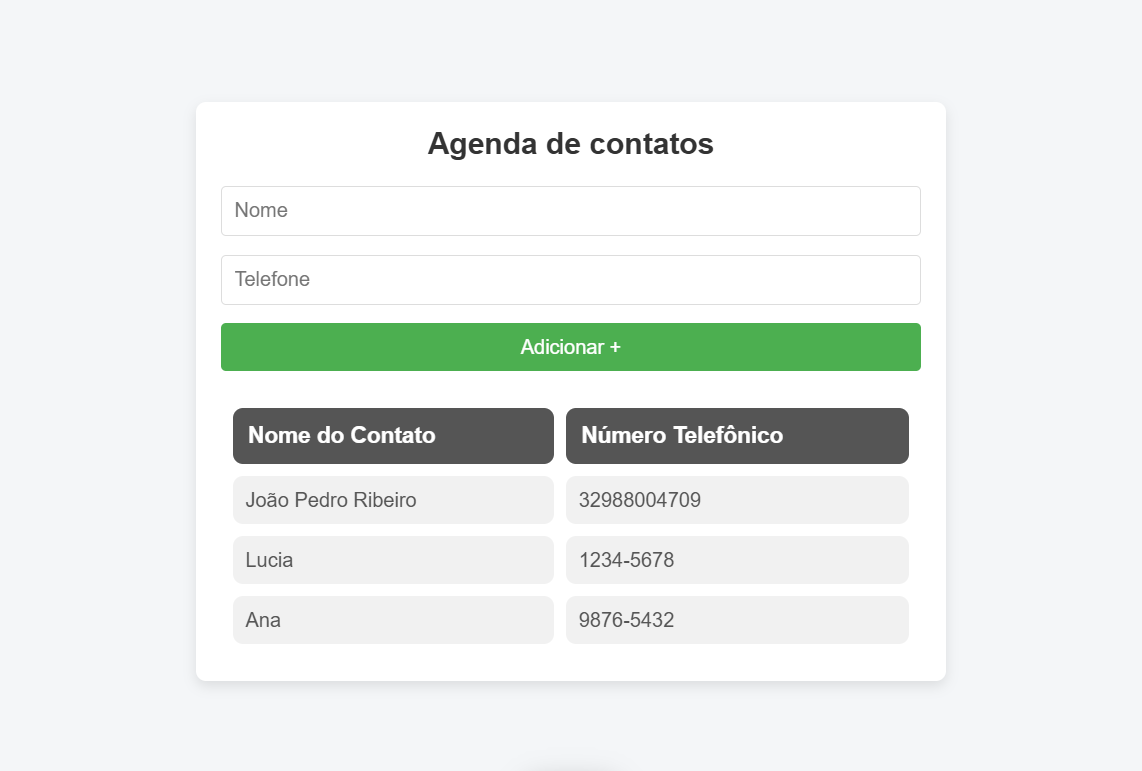 Agenda de contatos
Nome
Telefone
Adicionar +
Nome do Contato Número Telefônico
João Pedro Ribeiro 32988004709
Lucia 1234-5678
Ana 9876-5432